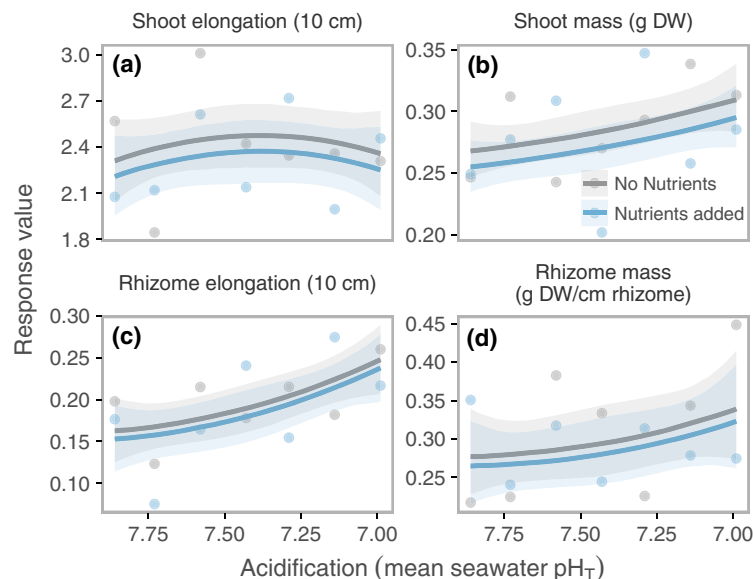 Shoot elongation (10 cm)
Shoot mass (g DW)
(a)
3.0
2.7
2.4
2.1
1.8
(b)
0.35
0.30
0.25
0.20
No Nutrients
Nutrients added
Response value
Rhizome elongation (10 cm)
Rhizome mass
(g DW/cm rhizome)
(c)
0.30
0.25
0.20
0.15
0.10
(d)
0.45
0.40
0.35
0.30
0.25
7.75
7.50
7.25
7.00
7.75
7.50
7.25
7.00
Acidification (mean seawater pHT)